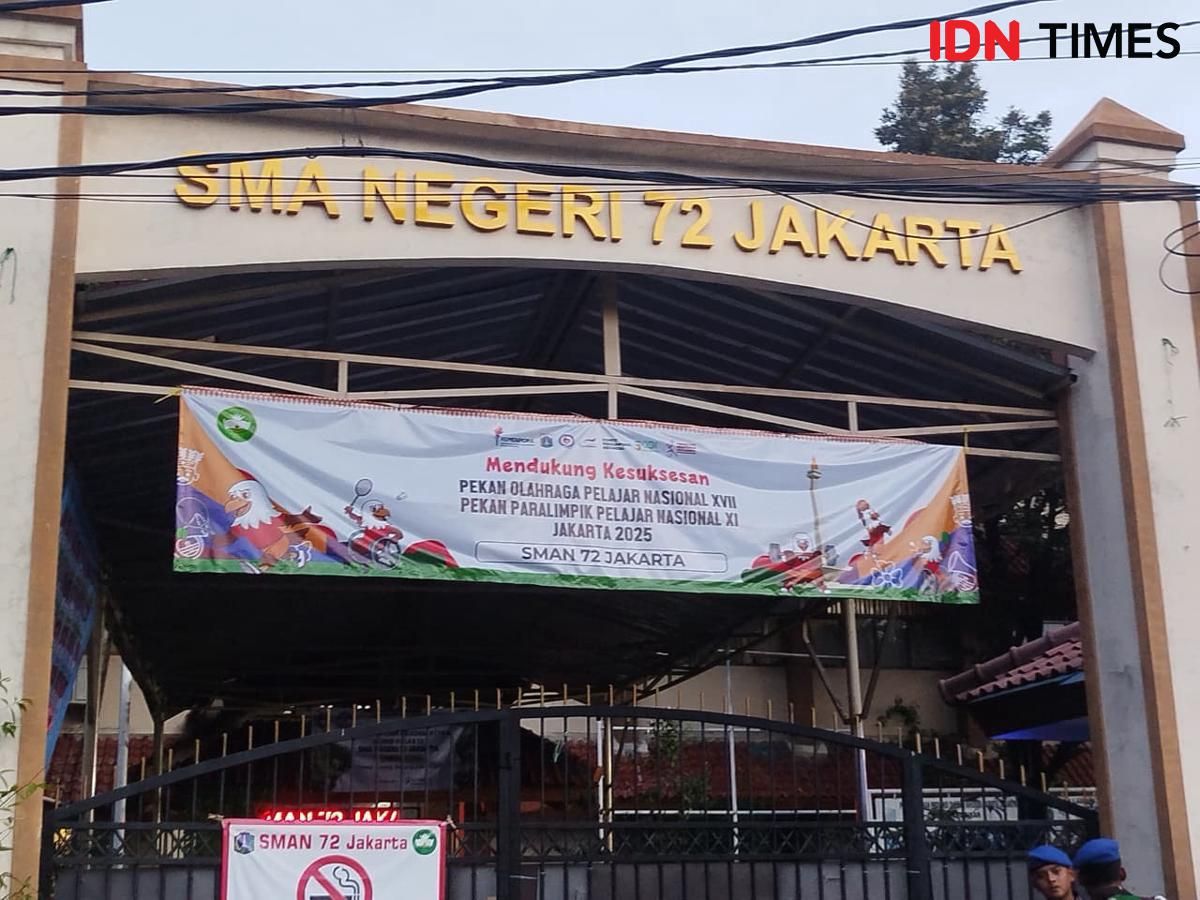 IDN TIMES
SMA NEGERI 72 JAKARTA
Mendukung Kesuksesan
PEKAN OLAHRAGA PELAJAR NASIONAL XVII
PEKAN PARALIMPIK PELAJAR NASIONAL XI
JAKARTA 2025
SMAN 72 JAKARTA
SMAN 72 Jakarta